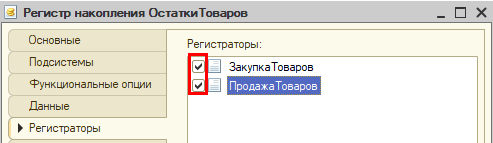 Регистр накопления ОстаткиТоваров
Основные
Подсистемы
Функциональные опции
Данные
Регистраторы
Регистраторы:
ЗакупкаТоваров
ПродажаТоваров